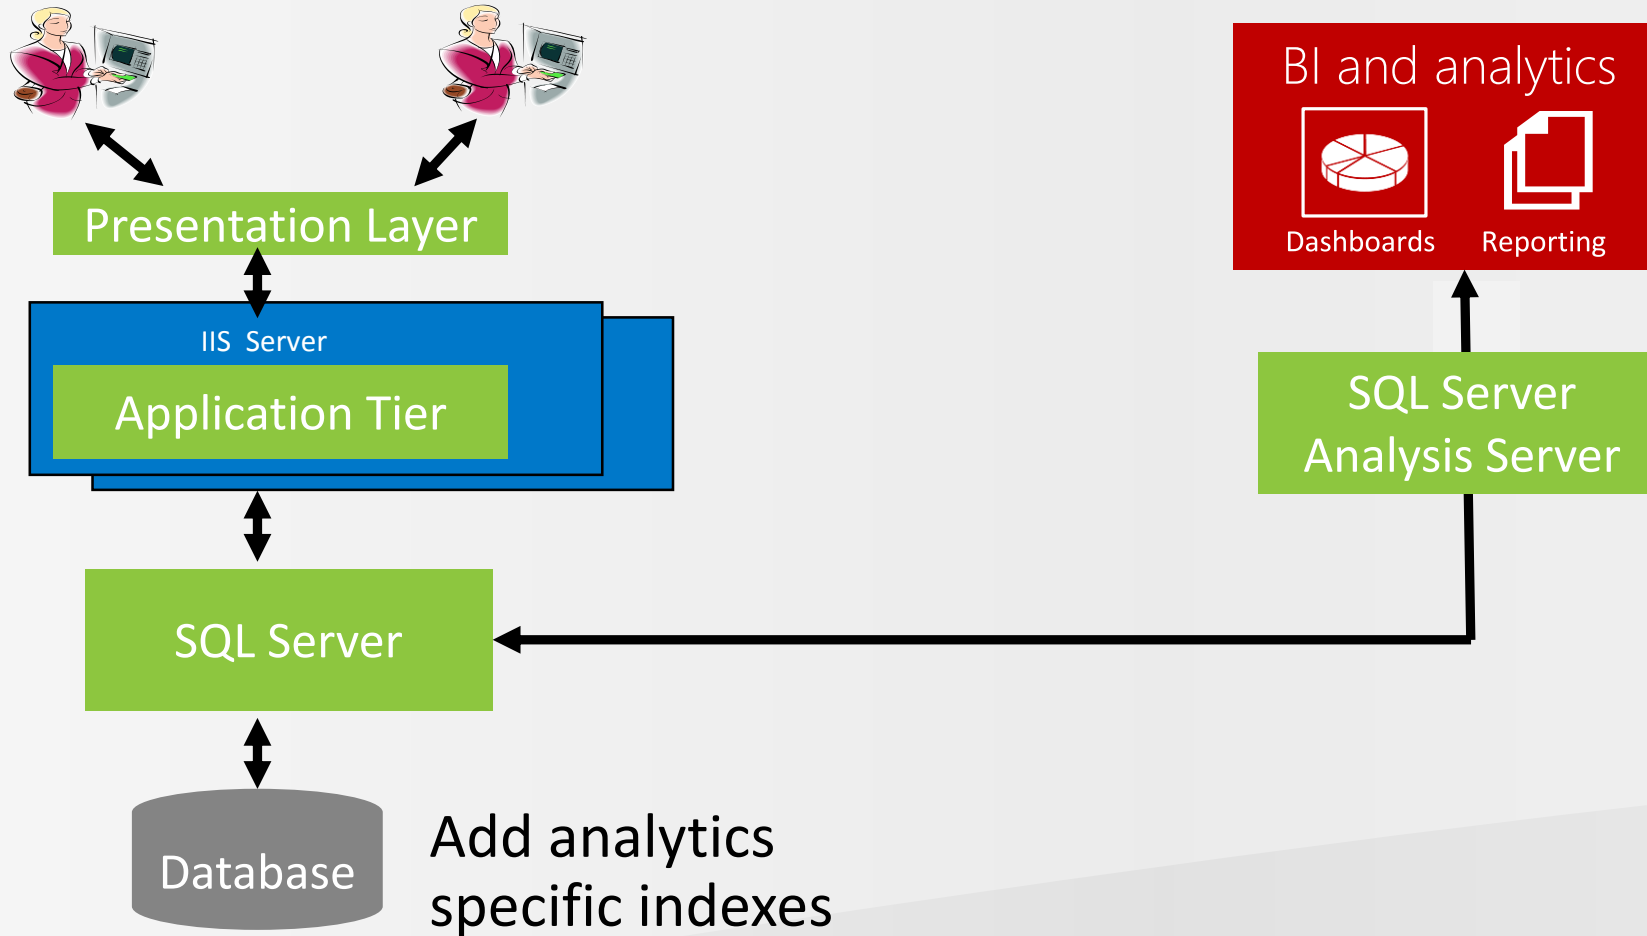 Presentation Layer
IIS Server
Application Tier
SQL Server
Database
Add analytics
specific indexes
BI and analytics
Dashboards
Reporting
SQL Server
Analysis Server